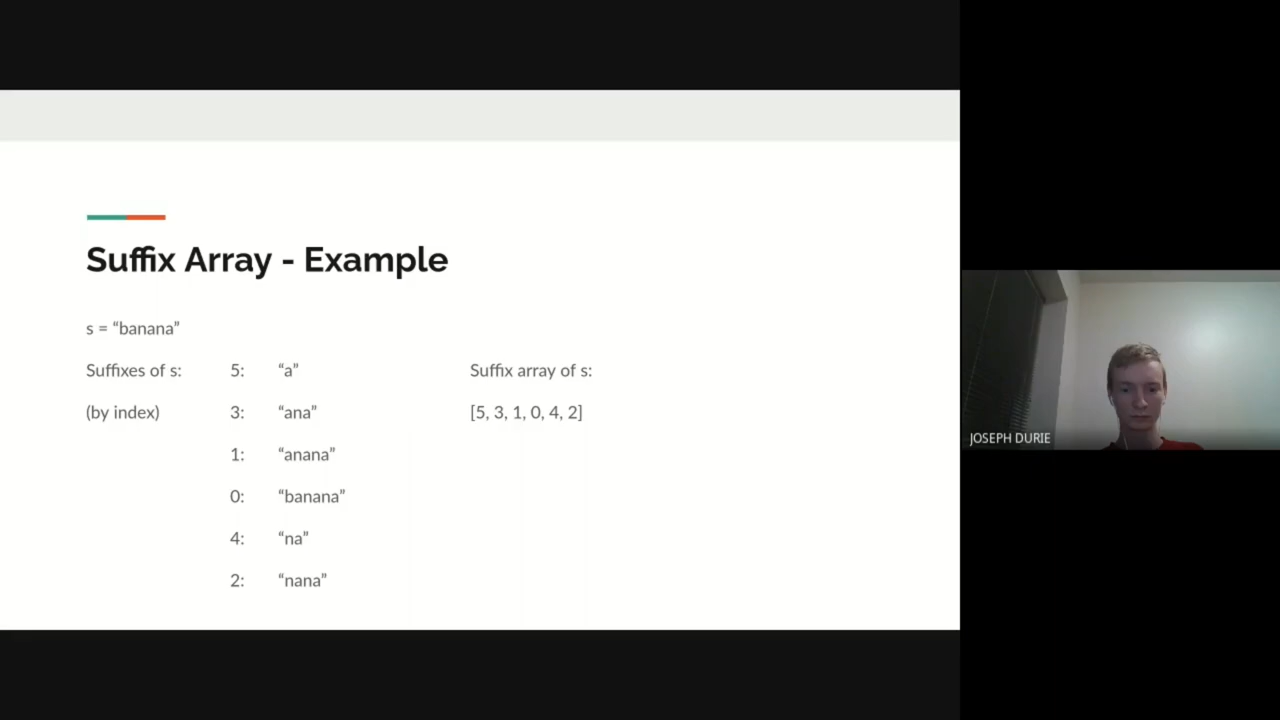 Suffix Array - Example
s = “banana”
Suffixes of s: 5: “a” Suffix array of s:
(by index) 3: “ana” [5, 3, 1, 0, 4, 2]
1: “anana”
0: “banana”
4: “na”
2: “nana”
JOSEPH DURIE